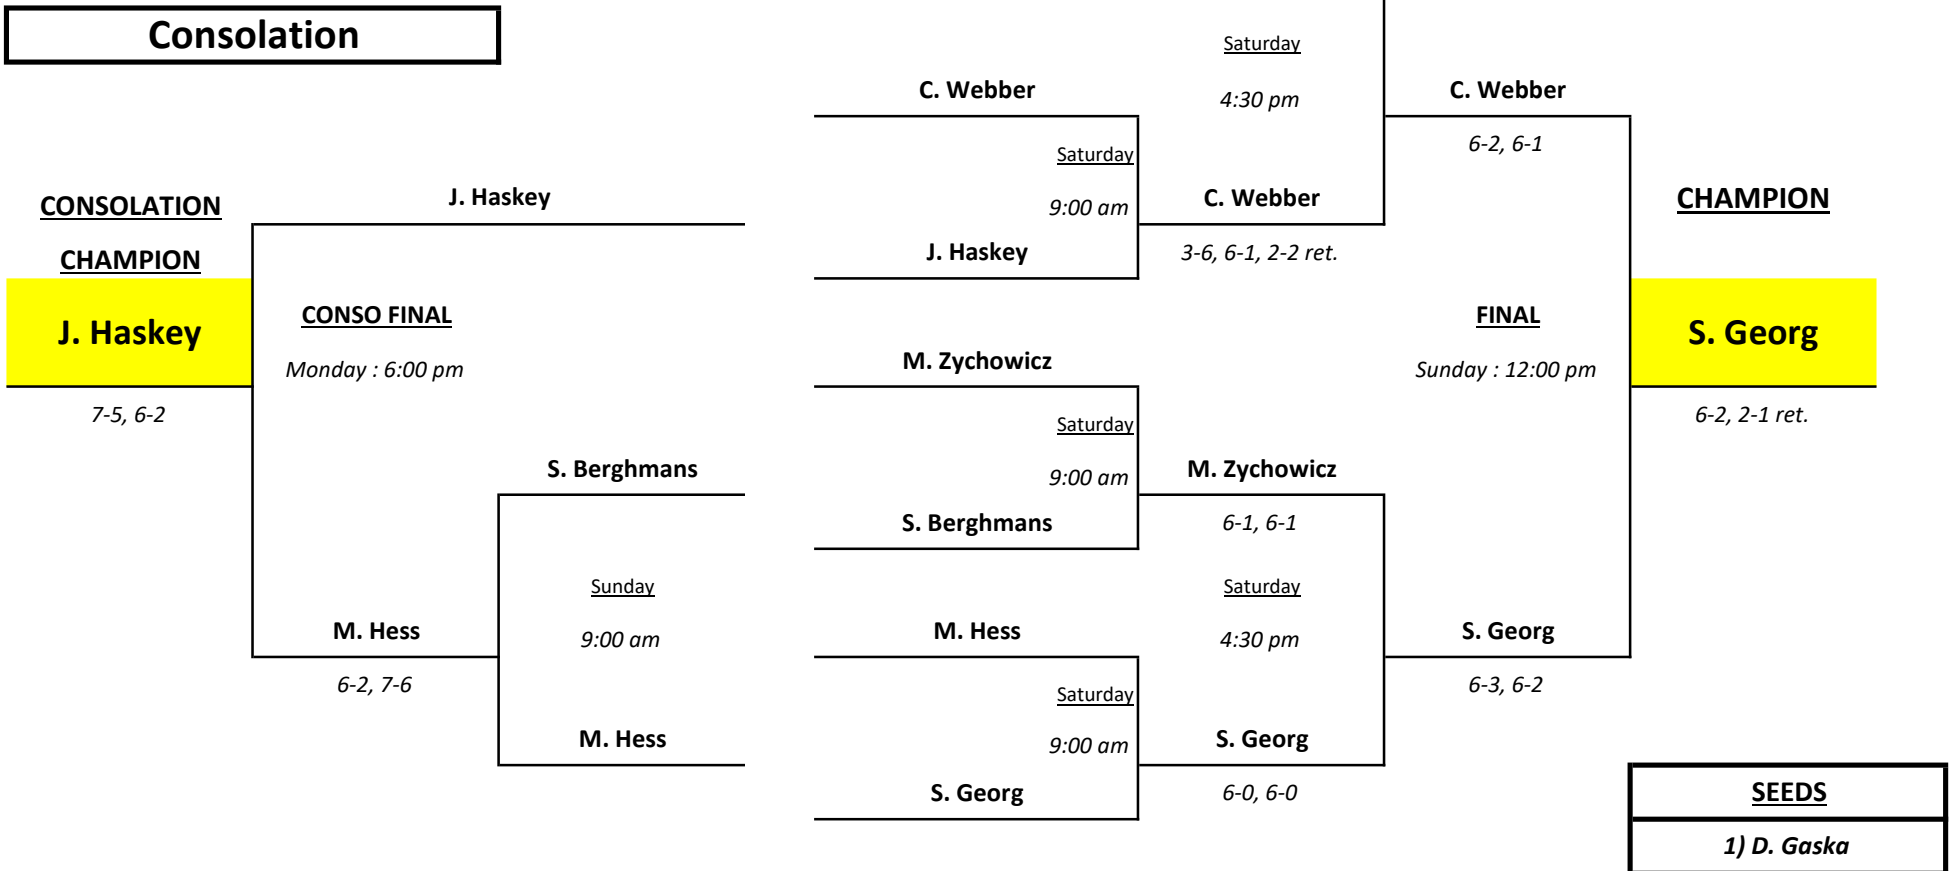 Consolation
Saturday
C. Webber
4:30 pm
C. Webber
6-2, 6-1
Saturday
9:00 am
C. Webber
J. Haskey
3-6, 6-1, 2-2 ret.
CONSOLATION
CHAMPION
J. Haskey
J. Haskey
7-5, 6-2
CONSO FINAL
Monday : 6:00 pm
CHAMPION
S. Georg
6-2, 2-1 ret.
FINAL
Sunday : 12:00 pm
M. Zychowicz
Saturday
9:00 am
M. Zychowicz
S. Berghmans
6-1, 6-1
S. Berghmans
Sunday
9:00 am
M. Hess
6-2, 7-6
M. Hess
Saturday
4:30 pm
M. Hess
S. Georg
6-3, 6-2
Saturday
9:00 am
S. Georg
S. Georg
6-0, 6-0
SEEDS
1) D. Gaska